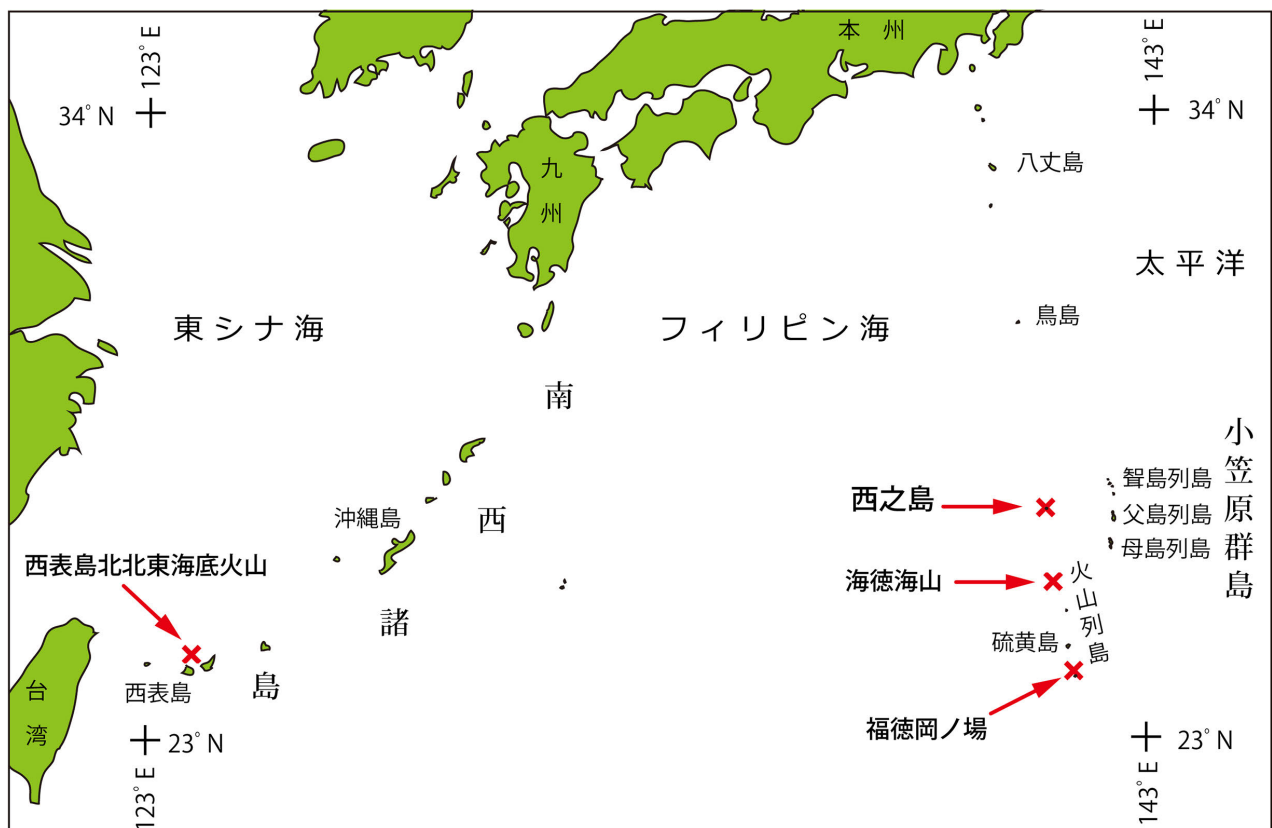 本州
123° E
143° E
34° N
34° N
九州
八丈島
太平洋
東シナ海
フィリピン海
鳥島
南西諸島
小笠原群島
聟島列島
西之島
父島列島
沖縄島
母島列島
西表島北北東海底火山
海徳海山
火山列島
硫黄島
台湾
西表島
福徳岡ノ場
23° N
23° N
123° E
143° E